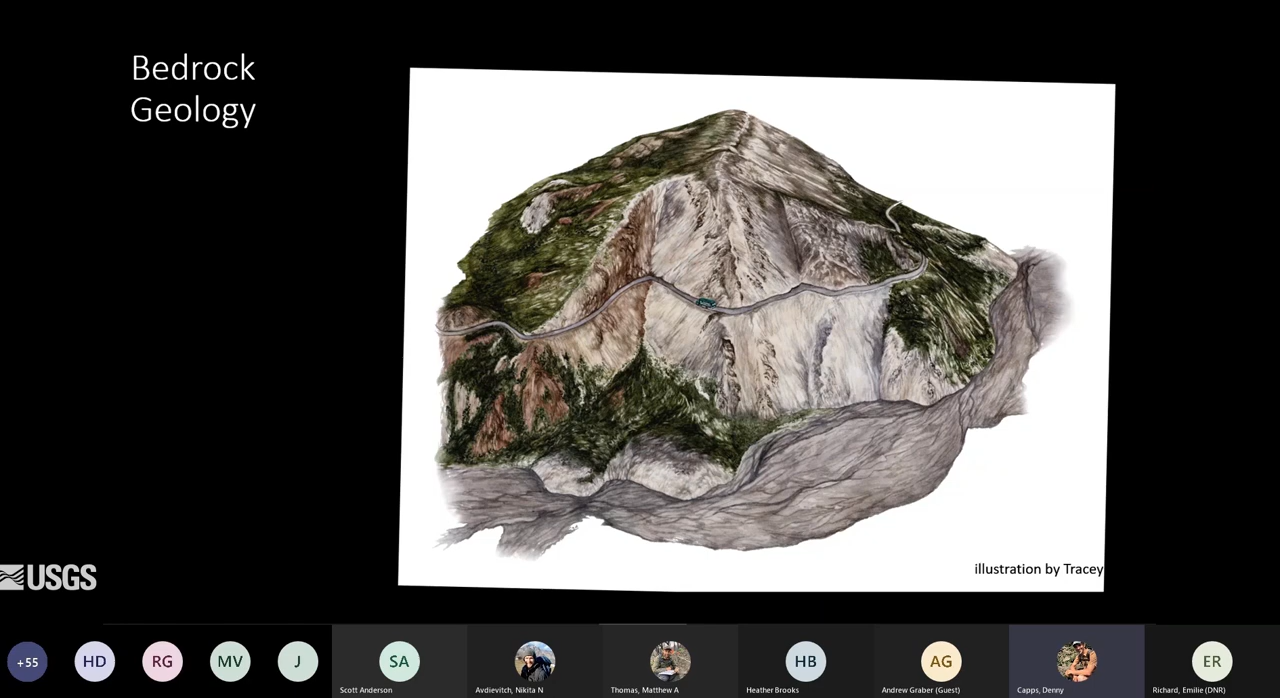 Bedrock
Geology
illustration by Tracey
USGS
+55
HD
RG
MV
J
SA
HB
AG
ER
Scott Anderson
Avdievitch, Nikita N
Thomas, Matthew A
Heather Brooks
Andrew Graber (Guest)
Capps, Denny
Richard, Emilie (DNR)